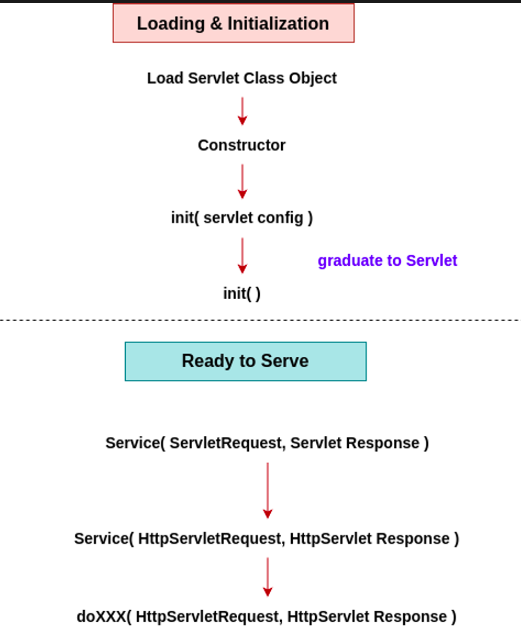 Loading & Initialization
Load Servlet Class Object
Constructor
init( servlet config )
graduate to Servlet
init( )
Ready to Serve
Service( ServletRequest, Servlet Response )
Service( HttpServletRequest, HttpServlet Response )
doXXX( HttpServletRequest, HttpServlet Response )